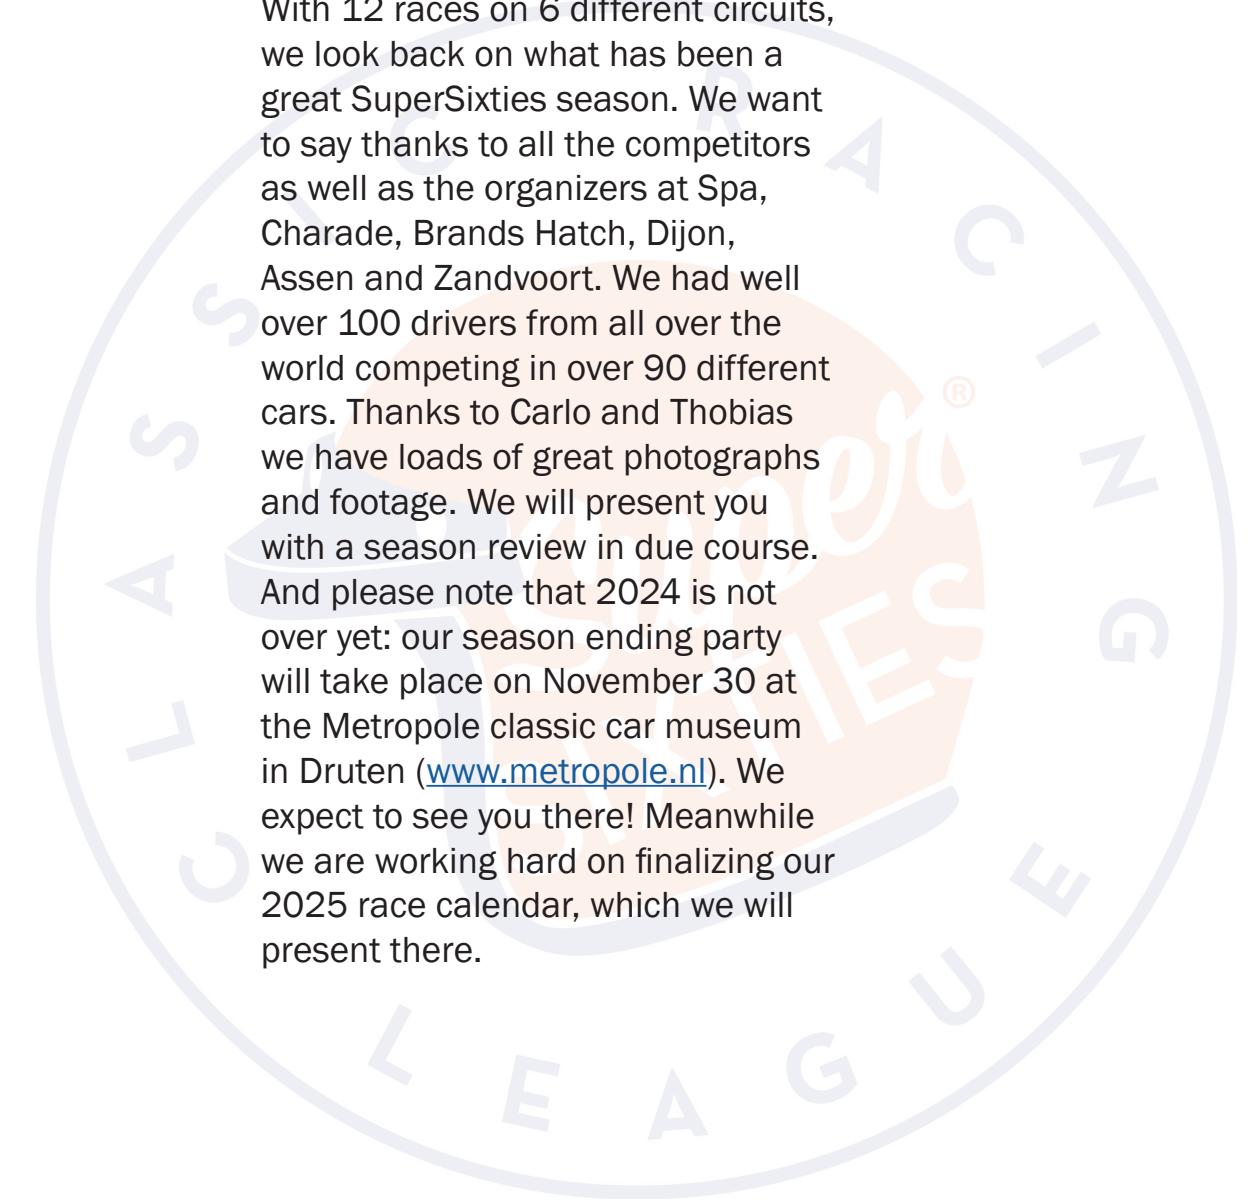 With 12 races on 6 different circuits,
we look back on what has been a
great SuperSixties season. We want
to say thanks to all the competitors
as well as the organizers at Spa,
Charade, Brands Hatch, Dijon,
Assen and Zandvoort. We had well
over 100 drivers from all over the
world competing in over 90 different
cars. Thanks to Carlo and Thobias
we have loads of great photographs
and footage. We will present you
with a season review in due course.
And please note that 2024 is not
over yet: our season ending party
will take place on November 30 at
the Metropole classic car museum
in Druten (www.metropole.nl). We
expect to see you there! Meanwhile
we are working hard on finalizing our
2025 race calendar, which we will
present there.
CLASSIC RACING
LEAGUE
Super®
SIXTIES